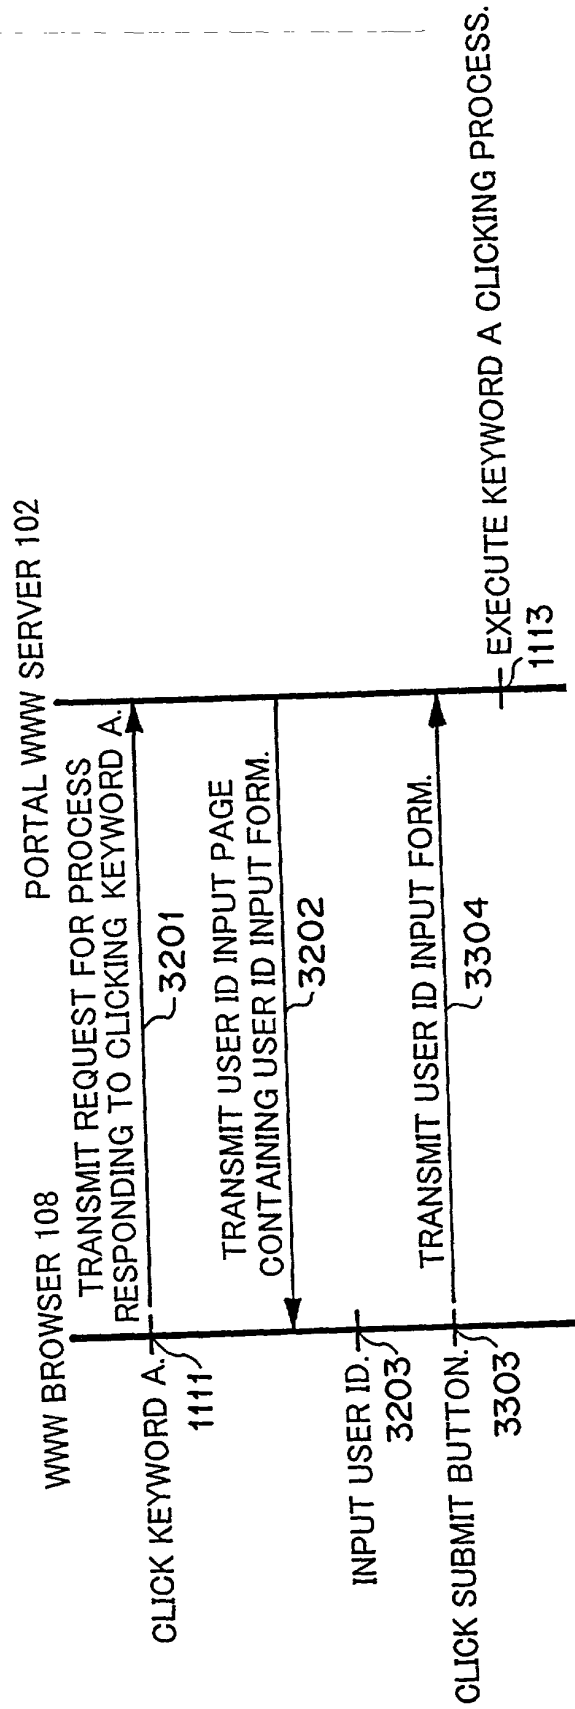 WWW BROWSER 108
PORTAL WWW SERVER 102
CLICK KEYWORD A.
1111
TRANSMIT REQUEST FOR PROCESS
RESPONDING TO CLICKING KEYWORD A.
3201
TRANSMIT USER ID INPUT PAGE
CONTAINING USER ID INPUT FORM.
3202
INPUT USER ID.
3203
CLICK SUBMIT BUTTON.
3303
TRANSMIT USER ID INPUT FORM.
3304
EXECUTE KEYWORD A CLICKING PROCESS.
1113